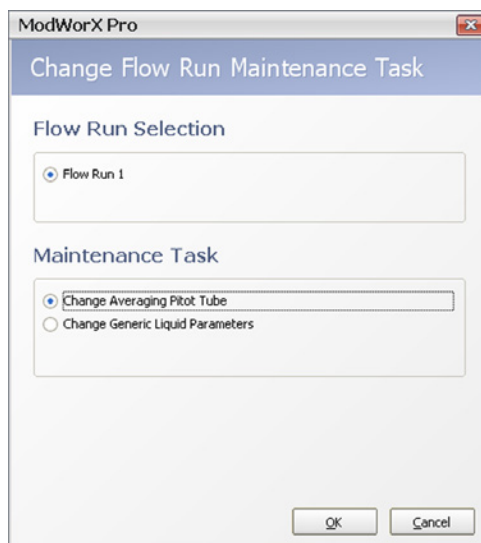 ModWorX Pro
Change Flow Run Maintenance Task
Flow Run Selection
Flow Run 1
Maintenance Task
Change Averaging Pitot Tube
Change Generic Liquid Parameters
OK
Cancel